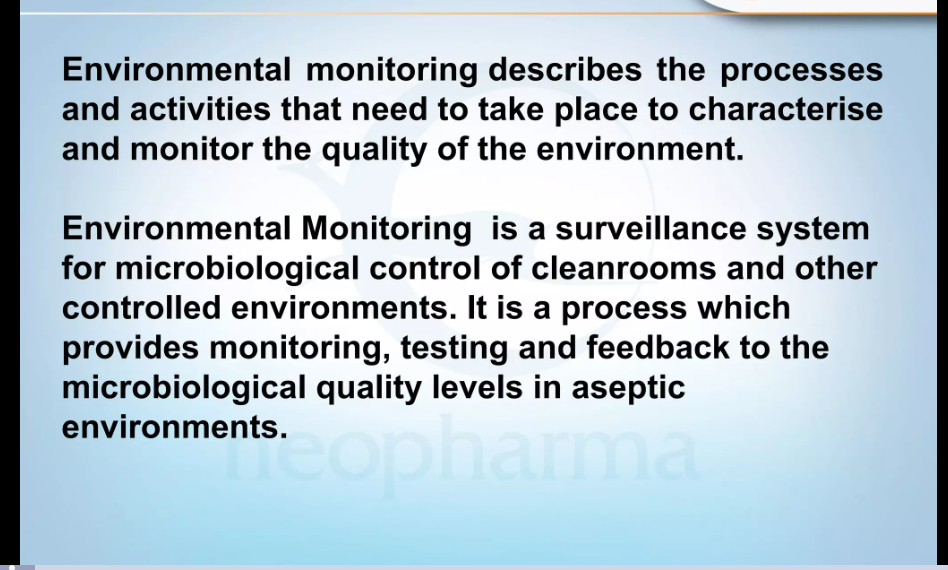 Environmental monitoring describes the processes
and activities that need to take place to characterise
and monitor the quality of the environment.
Environmental Monitoring is a surveillance system
for microbiological control of cleanrooms and other
controlled environments. It is a process which
provides monitoring, testing and feedback to the
microbiological quality levels in aseptic
environments.
neopharma